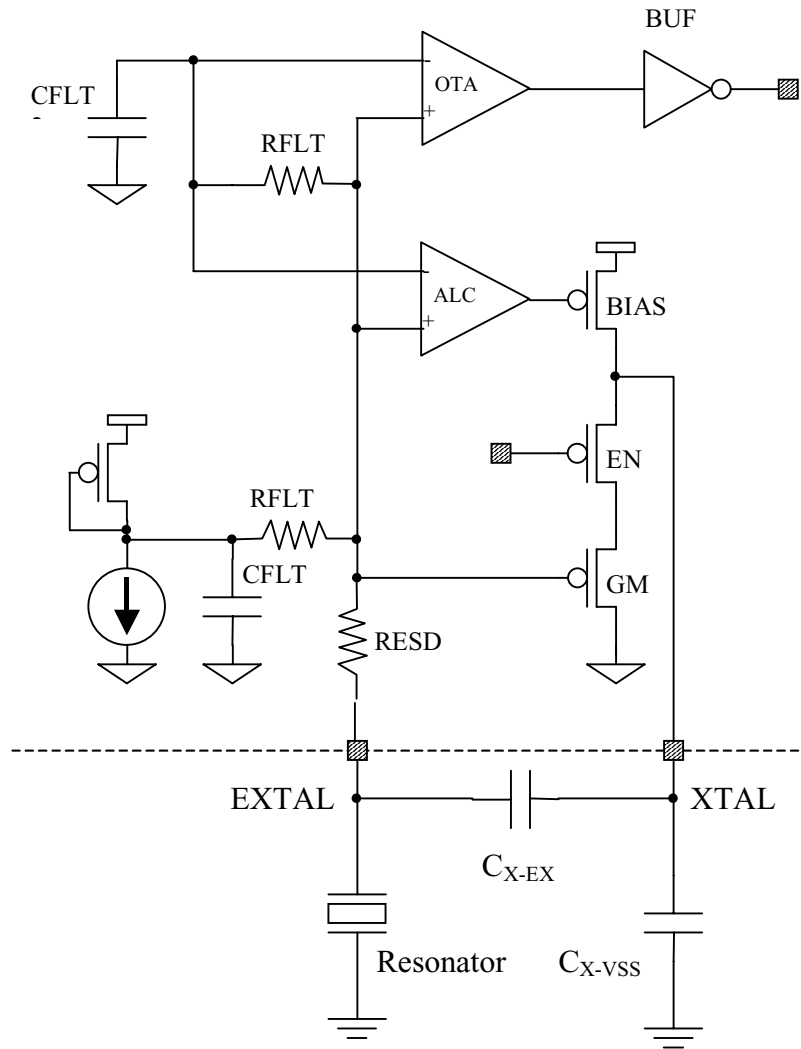 BUF
CFLT
-
OTA
+
RFLT
-
ALC
+
BIAS
EN
RFLT
CFLT
GM
RESD
EXTAL
XTAL
CX-EX
Resonator
CX-VSS